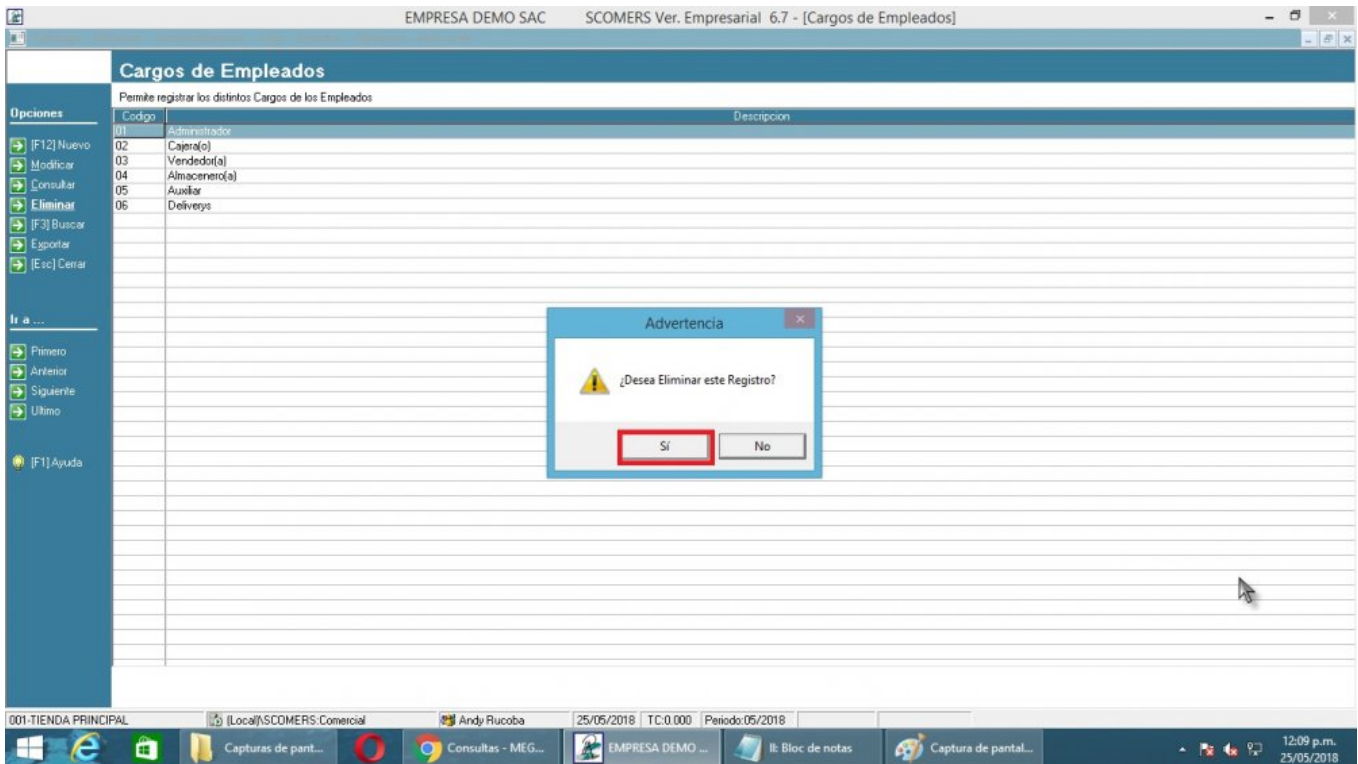 EMPRESA DEMO SAC SCOMERS Ver. Empresarial 6.7 - [Cargos de Empleados]
Cargos de Empleados
Permite registrar los distintos Cargos de los Empleados
Opciones
Codigo Descripcion
01 Administrador
[F12] Nuevo
02 Cajera(o)
Modificar
03 Vendedor(a)
Consultar
04 Almacenero(a)
05 Auxiliar
Eliminar
06 Deliverys
[F3] Buscar
Exportar
[Esc] Cerrar
Ir a ...
Primero
Anterior
Siguiente
Ultimo
[F1] Ayuda
Advertencia
¿Desea Eliminar este Registro?
Sí No
001-TIENDA PRINCIPAL (Local)\SCOMERS:Comercial Andy Rucoba 25/05/2018 TC:0.000 Periodo:05/2018
Capturas de pant... Consultas - MEG... EMPRESA DEMO ... II: Bloc de notas Captura de pantal... 12:09 p.m.
25/05/2018